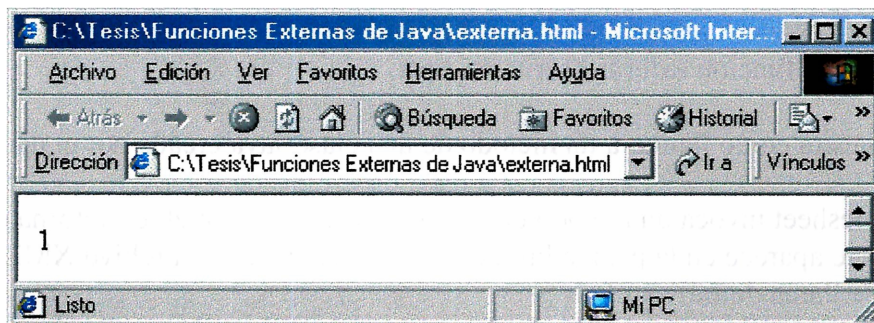 C:\Tesis\Funciones Externas de Java\externa.html - Microsoft Inter...
Archivo Edición Ver Favoritos Herramientas Ayuda
Atrás Búsqueda Favoritos Historial »
Dirección C:\Tesis\Funciones Externas de Java\externa.html Ir a Vínculos »
1
Listo Mi PC